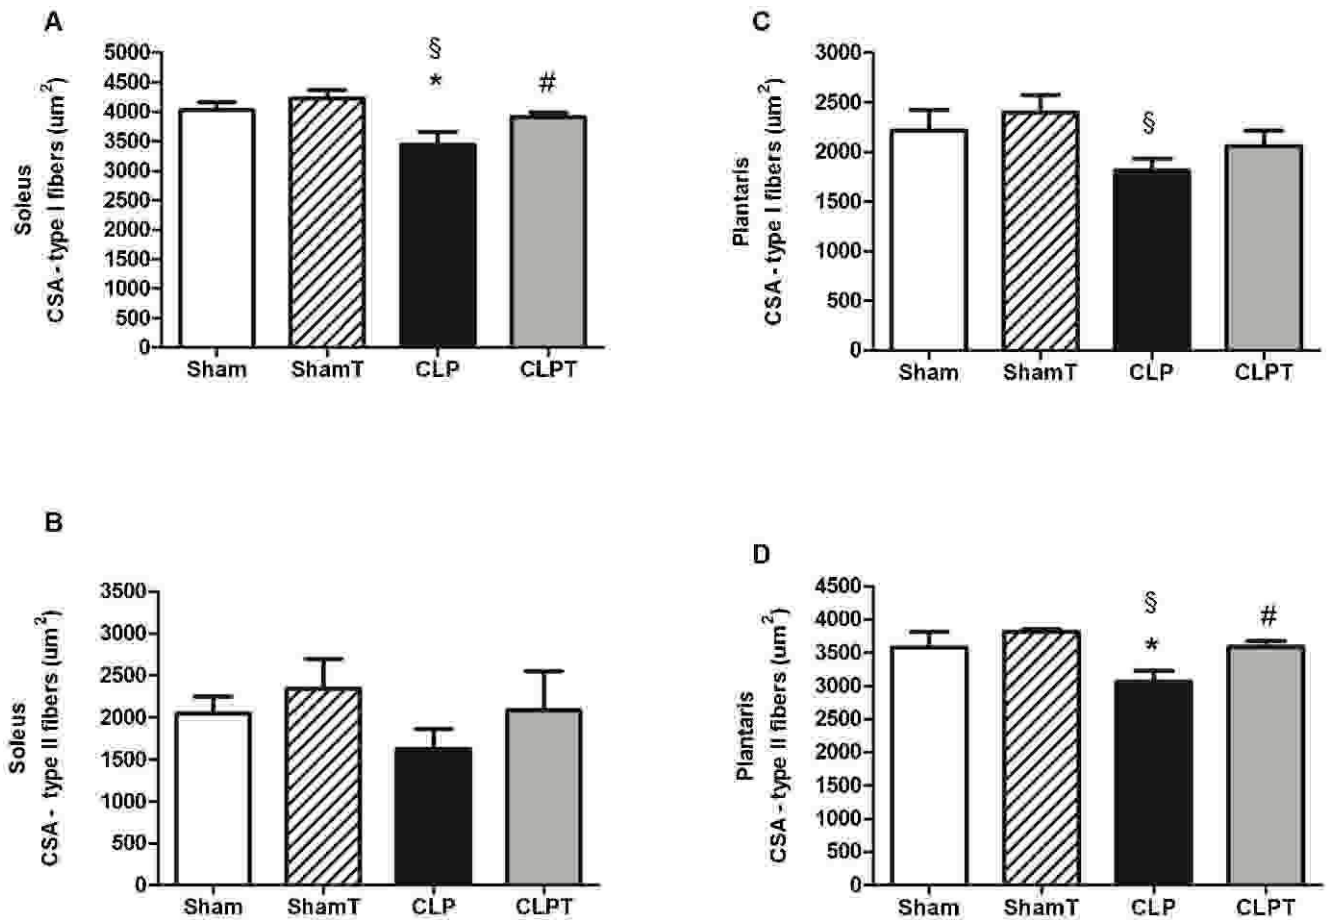 A
Soleus
CSA - type I fibers (um²)
5000
4500
4000
3500
3000
2500
2000
1500
1000
500
0
§
*
#
Sham ShamT CLP CLPT
C
Plantaris
CSA - type I fibers (um²)
3000
2500
2000
1500
1000
500
0
§
Sham ShamT CLP CLPT
B
Soleus
CSA - type II fibers (um²)
3500
3000
2500
2000
1500
1000
500
0
Sham ShamT CLP CLPT
D
Plantaris
CSA - type II fibers (um²)
4500
4000
3500
3000
2500
2000
1500
1000
500
0
§
*
#
Sham ShamT CLP CLPT